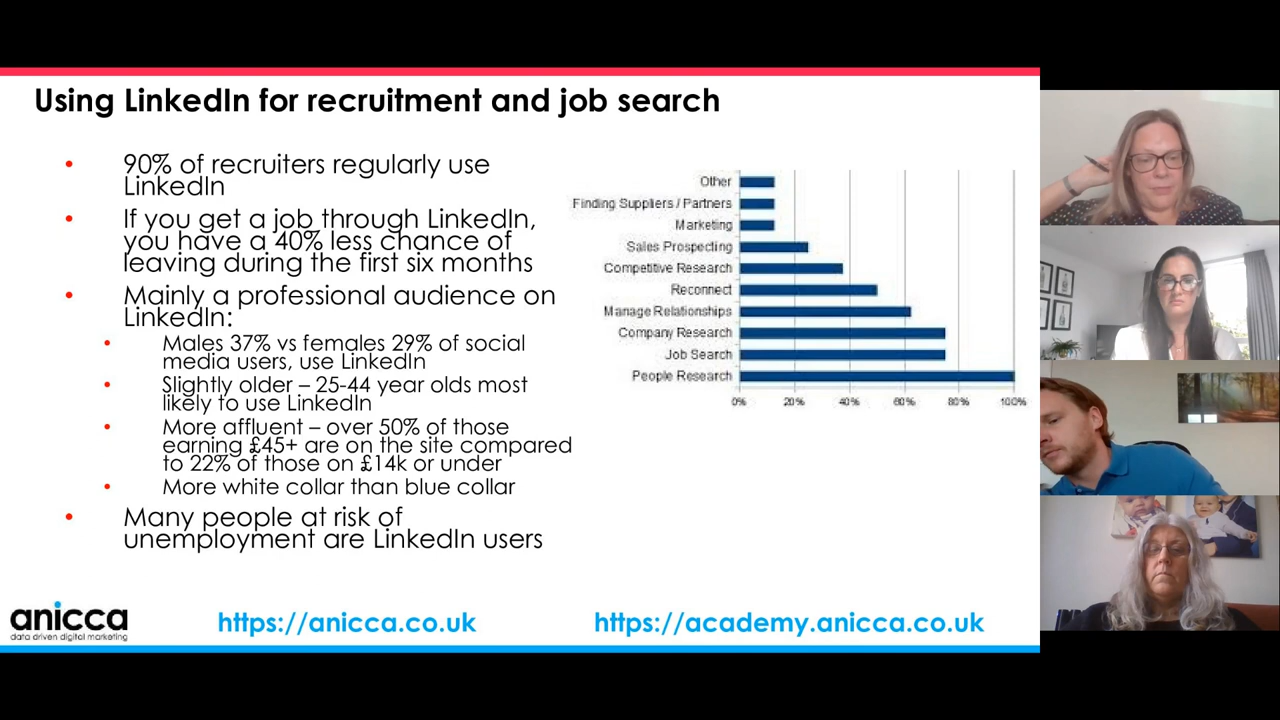 Using LinkedIn for recruitment and job search
• 90% of recruiters regularly use
LinkedIn
• If you get a job through LinkedIn,
you have a 40% less chance of
leaving during the first six months
• Mainly a professional audience on
LinkedIn:
• Males 37% vs females 29% of social
media users, use LinkedIn
• Slightly older – 25-44 year olds most
likely to use LinkedIn
• More affluent – over 50% of those
earning £45+ are on the site compared
to 22% of those on £14k or under
• More white collar than blue collar
• Many people at risk of
unemployment are LinkedIn users
Other
Finding Suppliers / Partners
Marketing
Sales Prospecting
Competitive Research
Reconnect
Manage Relationships
Company Research
Job Search
People Research
0% 20% 40% 60% 80% 100%
anicca
data driven digital marketing
https://anicca.co.uk
https://academy.anicca.co.uk